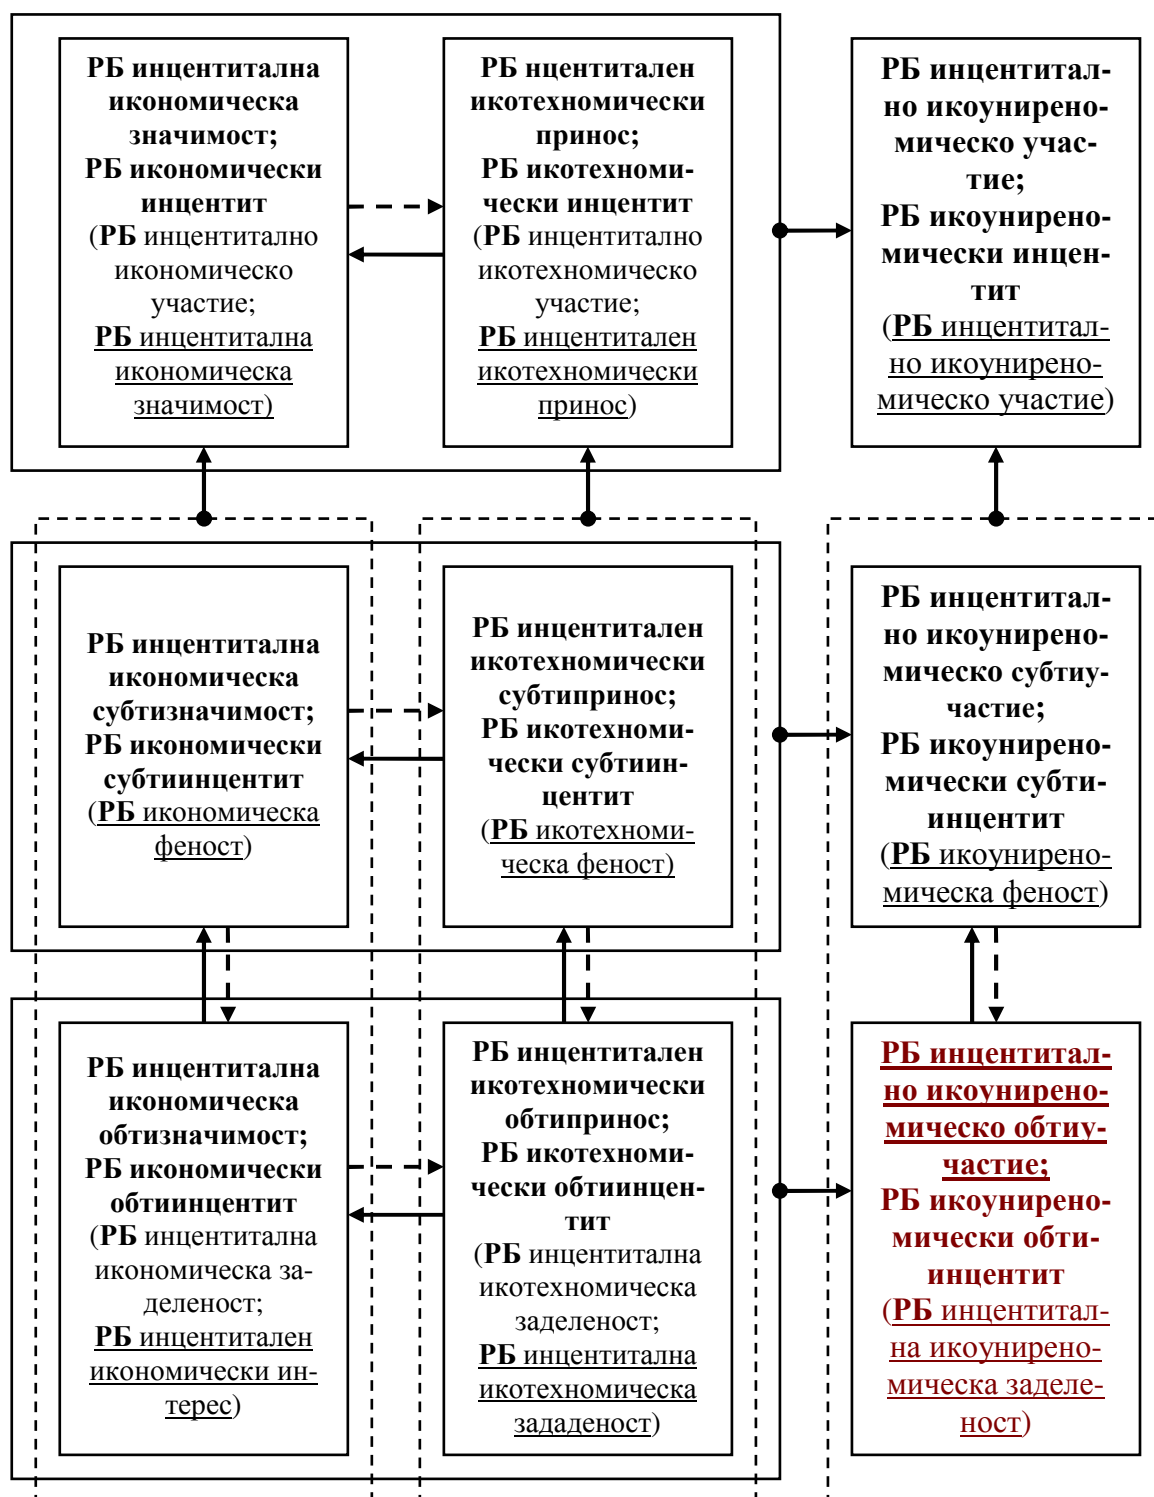 РБ инцентитална
икономическа
значимост;
РБ икономически
инцентит
(РБ инцентитално
икономическо
участие;
РБ инцентитална
икономическа
значимост)
РБ нцентитален
икотехномически
принос;
РБ икотехноми-
чески инцентит
(РБ инцентитално
икотехномическо
участие;
РБ инцентитален
икотехномически
принос)
РБ инцентитал-
но икоуниреno-
мическо учас-
тие;
РБ икоунирено-
мически инцен-
тит
(РБ инцентитал-
но икоунирено-
мическо участие)
РБ инцентитална
икономическа
субтизначимост;
РБ икономически
субтиинцентит
(РБ икономическа
феност)
РБ инцентитален
икотехномически
субтипринос;
РБ икотехноми-
чески субтиин-
центит
(РБ икотехноми-
ческа феност)
РБ инцентитал-
но икоунирено-
мическо субтиу-
частие;
РБ икоунирено-
мически субти-
инцентит
(РБ икоунирено-
мическа феност)
РБ инцентитална
икономическа
обтизначимост;
РБ икономически
обтиинцентит
(РБ инцентитална
икономическа за-
деленост;
РБ инцентитален
икономически ин-
терес)
РБ инцентитален
икотехномически
обтипринос;
РБ икотехноми-
чески обтиинцен-
тит
(РБ инцентитална
икотехномическа
заделеност;
РБ инцентитална
икотехномическа
зададеност)
РБ инцентитал-
но икоунирено-
мическо обтиу-
частие;
РБ икоунирено-
мически обти-
инцентит
(РБ инцентитал-
на икоунирено-
мическа заделе-
ност)